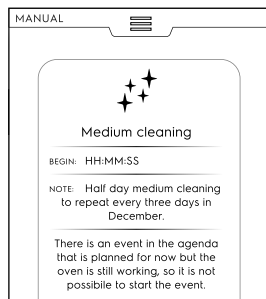 MANUAL
Medium cleaning
BEGIN: HH:MM:SS
NOTE: Half day medium cleaning
to repeat every three days in
December.
There is an event in the agenda
that is planned for now but the
oven is still working, so it is not
possibile to start the event.